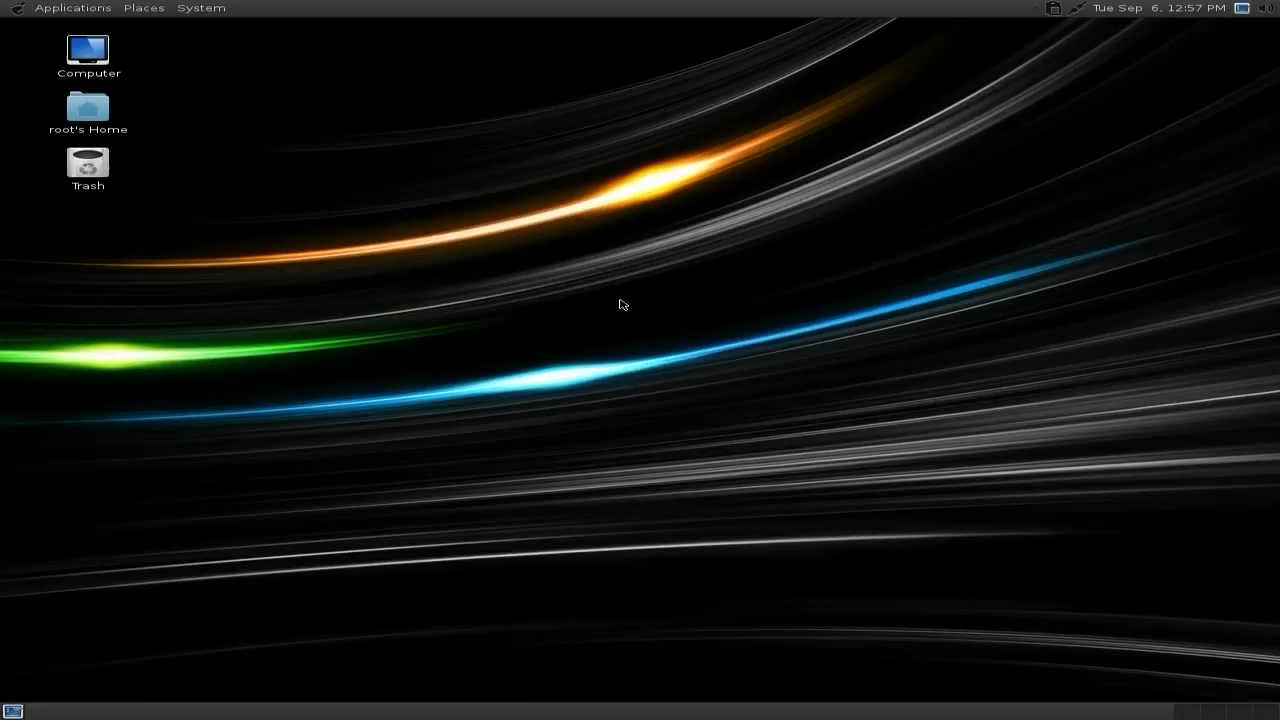 Applications Places System Tue Sep 6, 12:57 PM
Computer
root's Home
Trash